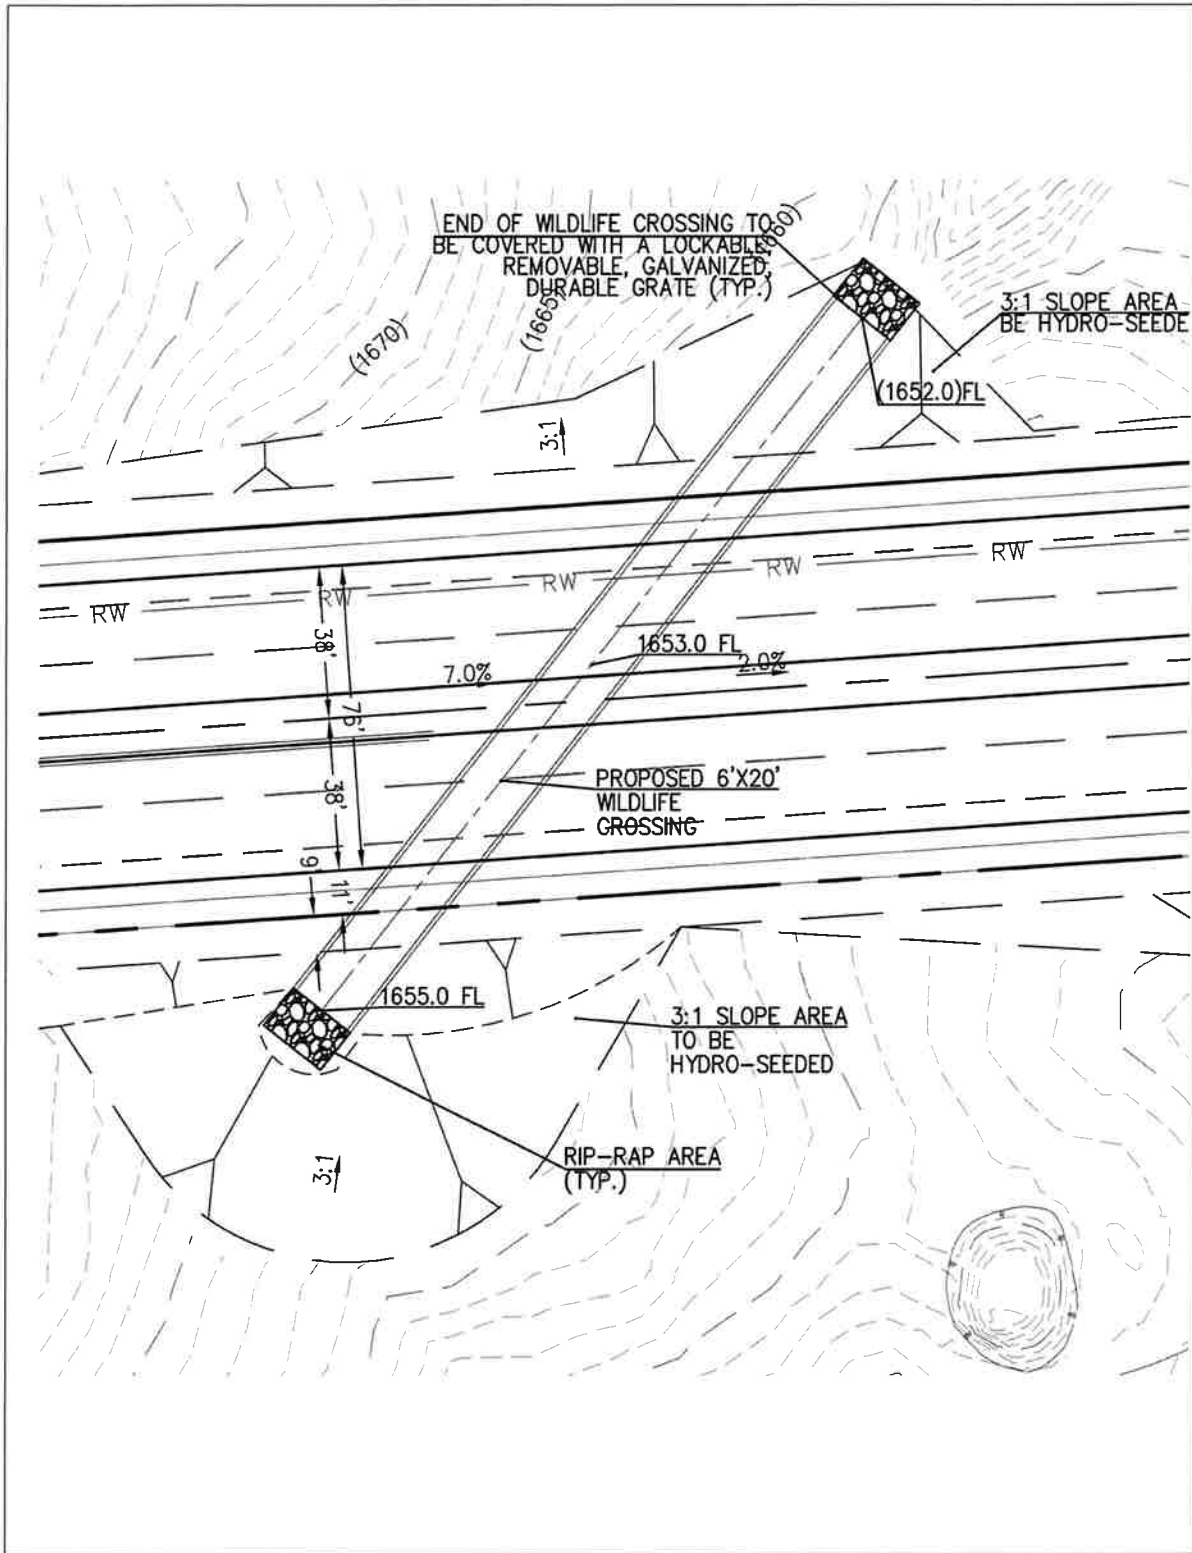 END OF WILDLIFE CROSSING TO
BE COVERED WITH A LOCKABLE,
REMOVABLE, GALVANIZED,
DURABLE GRATE (TYP.)
(1660)
(1665)
(1670)
3:1 SLOPE AREA
BE HYDRO-SEEDE
(1652.0)FL
3:1
RW
RW
RW
RW
RW
38'
76'
1653.0 FL
7.0%
2.0%
38'
PROPOSED 6'X20'
WILDLIFE
CROSSING
9'
11'
1655.0 FL
3:1 SLOPE AREA
TO BE
HYDRO-SEEDED
RIP-RAP AREA
(TYP.)
3:1